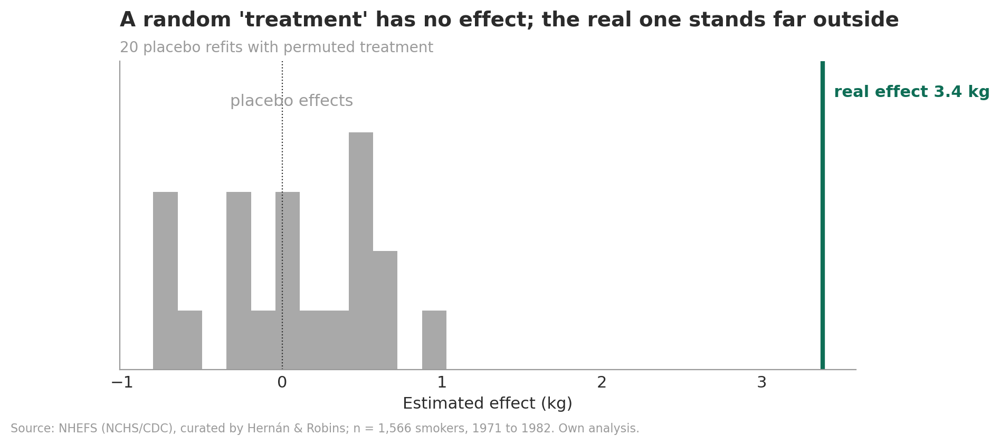 A random 'treatment' has no effect; the real one stands far outside
20 placebo refits with permuted treatment
placebo effects
real effect 3.4 kg
−1 0 1 2 3
Estimated effect (kg)
Source: NHEFS (NCHS/CDC), curated by Hernán & Robins; n = 1,566 smokers, 1971 to 1982. Own analysis.